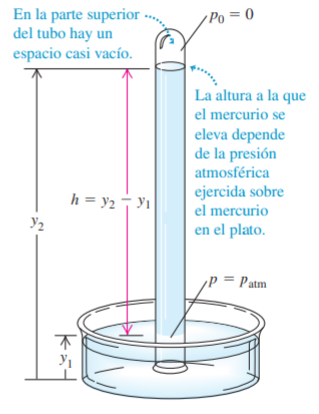 En la parte superior
del tubo hay un
espacio casi vacío.
p₀ = 0
La altura a la que
el mercurio se
eleva depende
de la presión
atmosférica
ejercida sobre
el mercurio
en el plato.
h = y₂ − y₁
y₂
p = pₐₜₘ
y₁